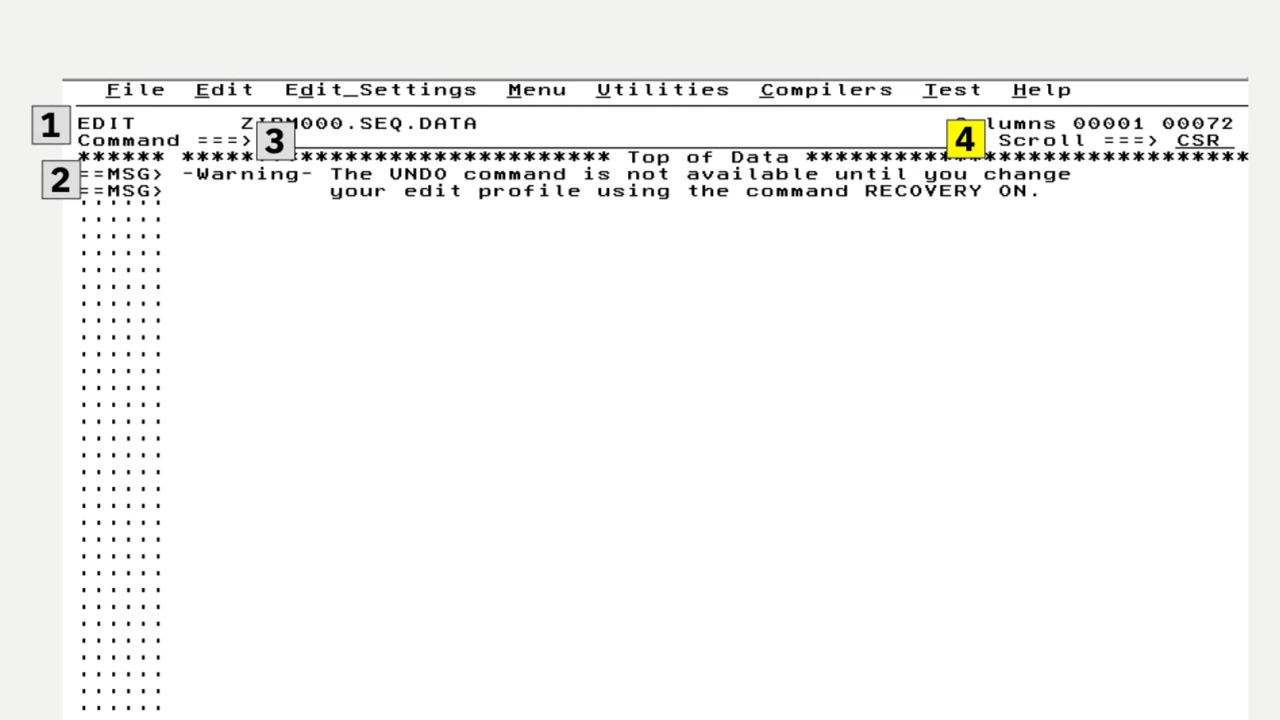 File Edit Edit_Settings Menu Utilities Compilers Test Help
1 EDIT 000.SEQ.DATA 00001 00072
Command ===> 3 4 Scroll ===> CSR
****** ***************************** Top of Data ******************************
2 ==MSG> -Warning- The UNDO command is not available until you change
==MSG> your edit profile using the command RECOVERY ON.